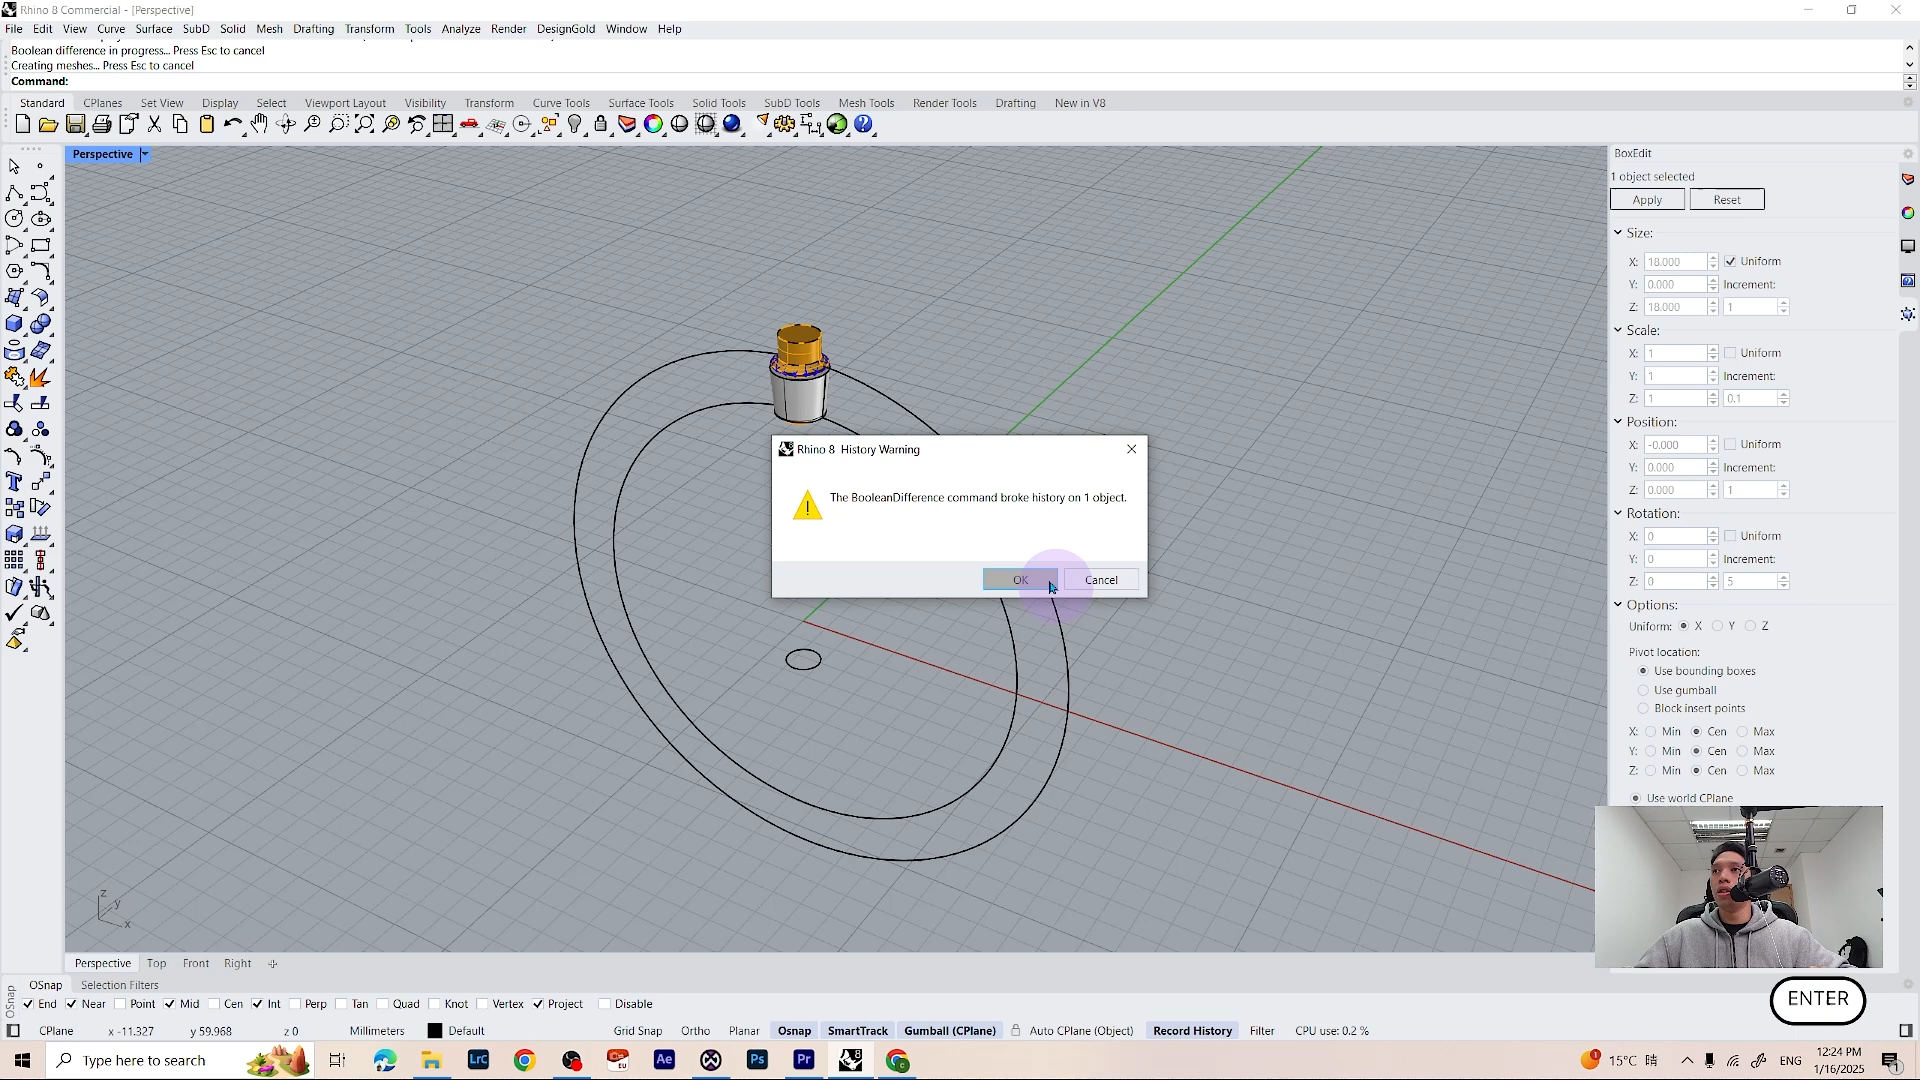 Rhino 8 Commercial - [Perspective]
File Edit View Curve Surface SubD Solid Mesh Drafting Transform Tools Analyze Render DesignGold Window Help
Boolean difference in progress... Press Esc to cancel
Creating meshes... Press Esc to cancel
Command:
Standard CPlanes Set View Display Select Viewport Layout Visibility Transform Curve Tools Surface Tools Solid Tools SubD Tools Mesh Tools Render Tools Drafting New in V8
Perspective
BoxEdit
1 object selected
Apply Reset
Size:
X: 18.000 Uniform
Y: 0.000 Increment:
Z: 18.000 1
Scale:
X: 1 Uniform
Y: 1 Increment:
Z: 1 0.1
Position:
X: -0.000 Uniform
Y: 0.000 Increment:
Z: 0.000 1
Rotation:
X: 0 Uniform
Y: 0 Increment:
Z: 0 5
Options:
Uniform: X Y Z
Pivot location:
Use bounding boxes
Use gumball
Block insert points
X: Min Cen Max
Y: Min Cen Max
Z: Min Cen Max
Use world CPlane
Rhino 8 History Warning
The BooleanDifference command broke history on 1 object.
OK Cancel
z
y
x
Perspective Top Front Right
OSnap Selection Filters
OSnap
End Near Point Mid Cen Int Perp Tan Quad Knot Vertex Project Disable
ENTER
CPlane x -11.327 y 59.968 z 0 Millimeters Default Grid Snap Ortho Planar Osnap SmartTrack Gumball (CPlane) Auto CPlane (Object) Record History Filter CPU use: 0.2 %
Type here to search
LrC
EU
Ae
Ps
Pr
1
15°C 晴
ENG
12:24 PM
1/16/2025
1